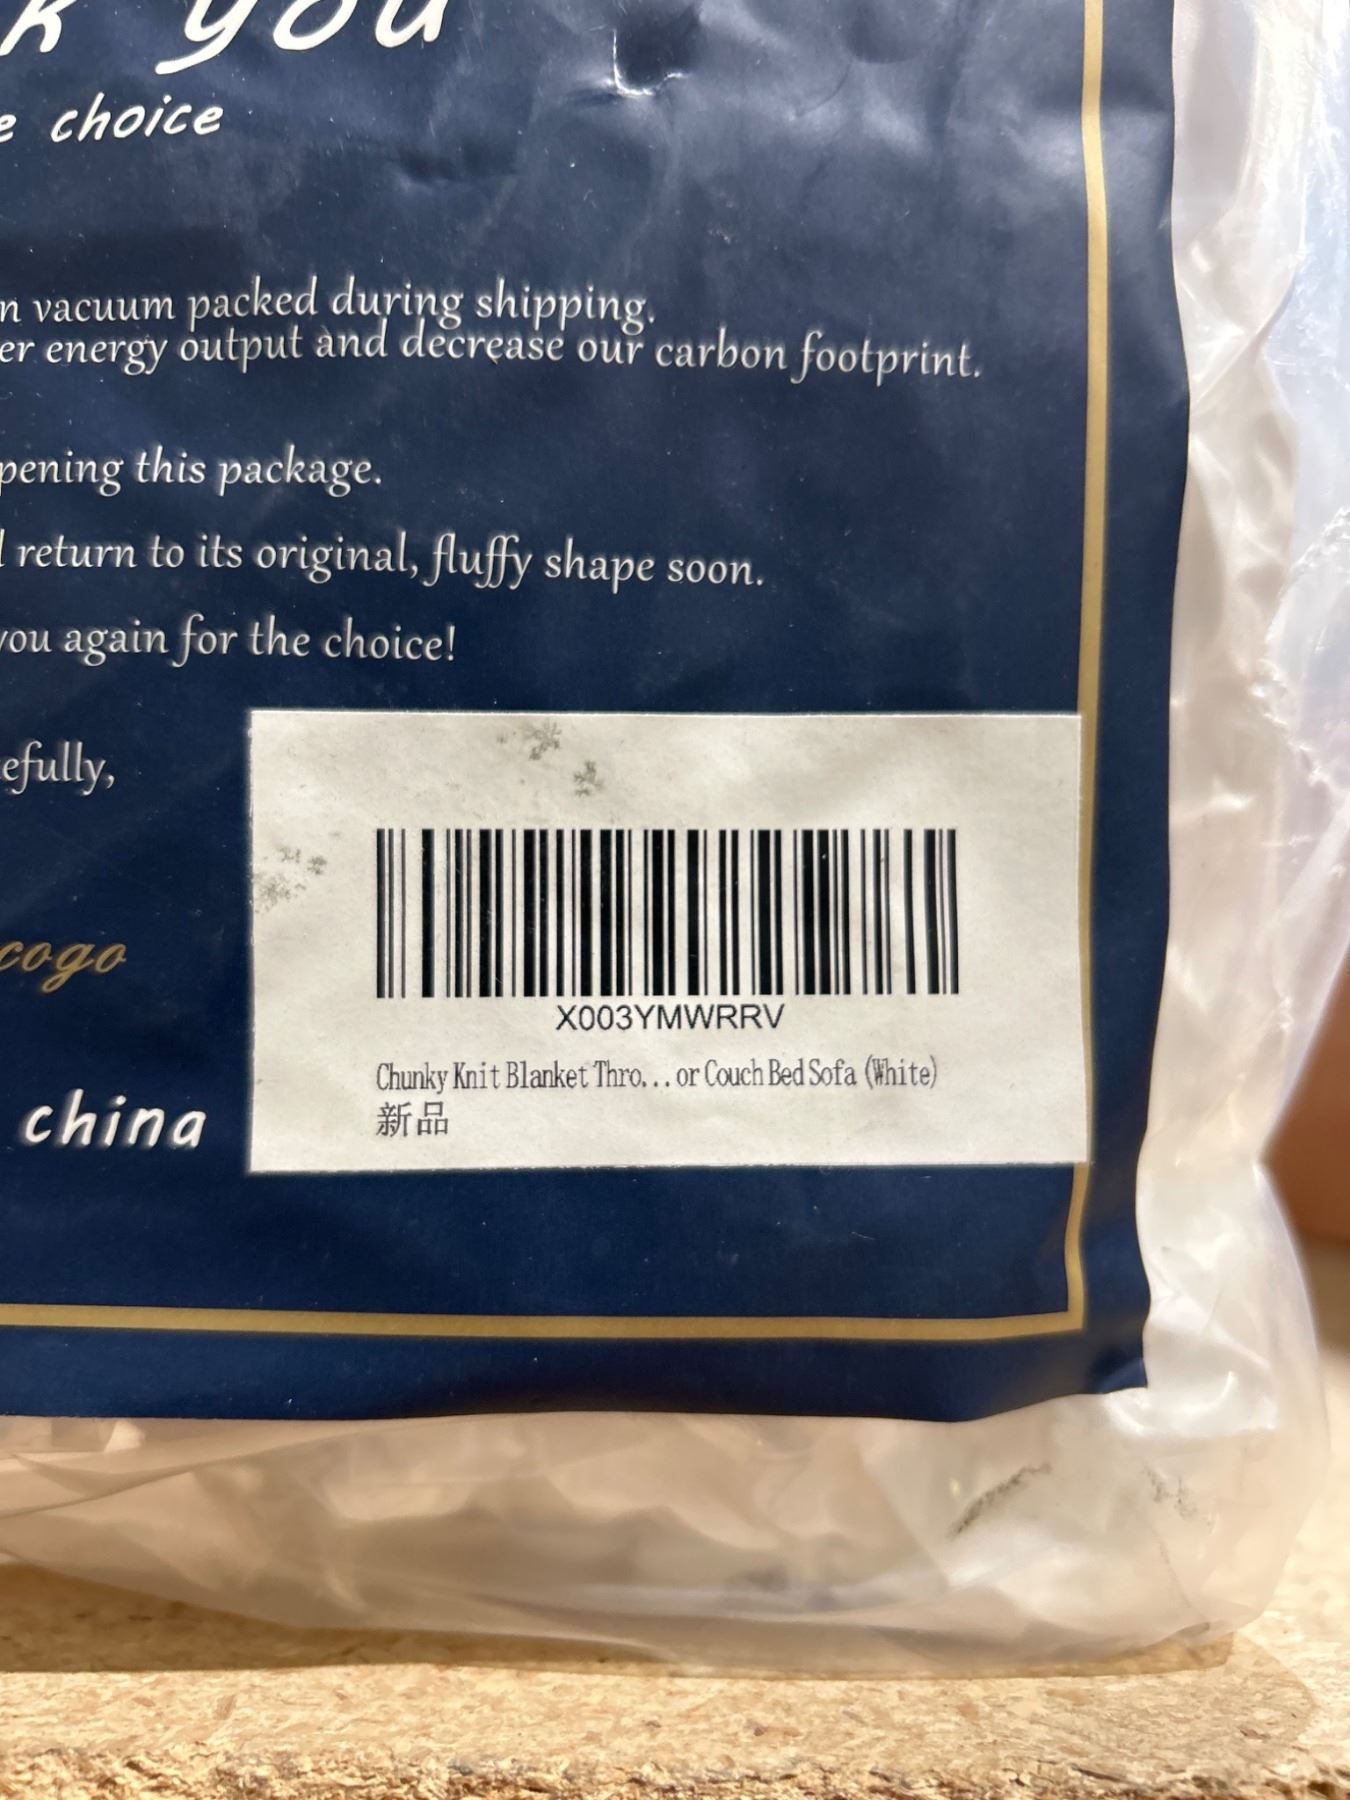 k you
e choice
n vacuum packed during shipping.
er energy output and decrease our carbon footprint.
pening this package.
return to its original, fluffy shape soon.
you again for the choice!
efully,
cogo
china
X003YMWRRV
Chunky Knit Blanket Thro...or Couch Bed Sofa (White)
新品